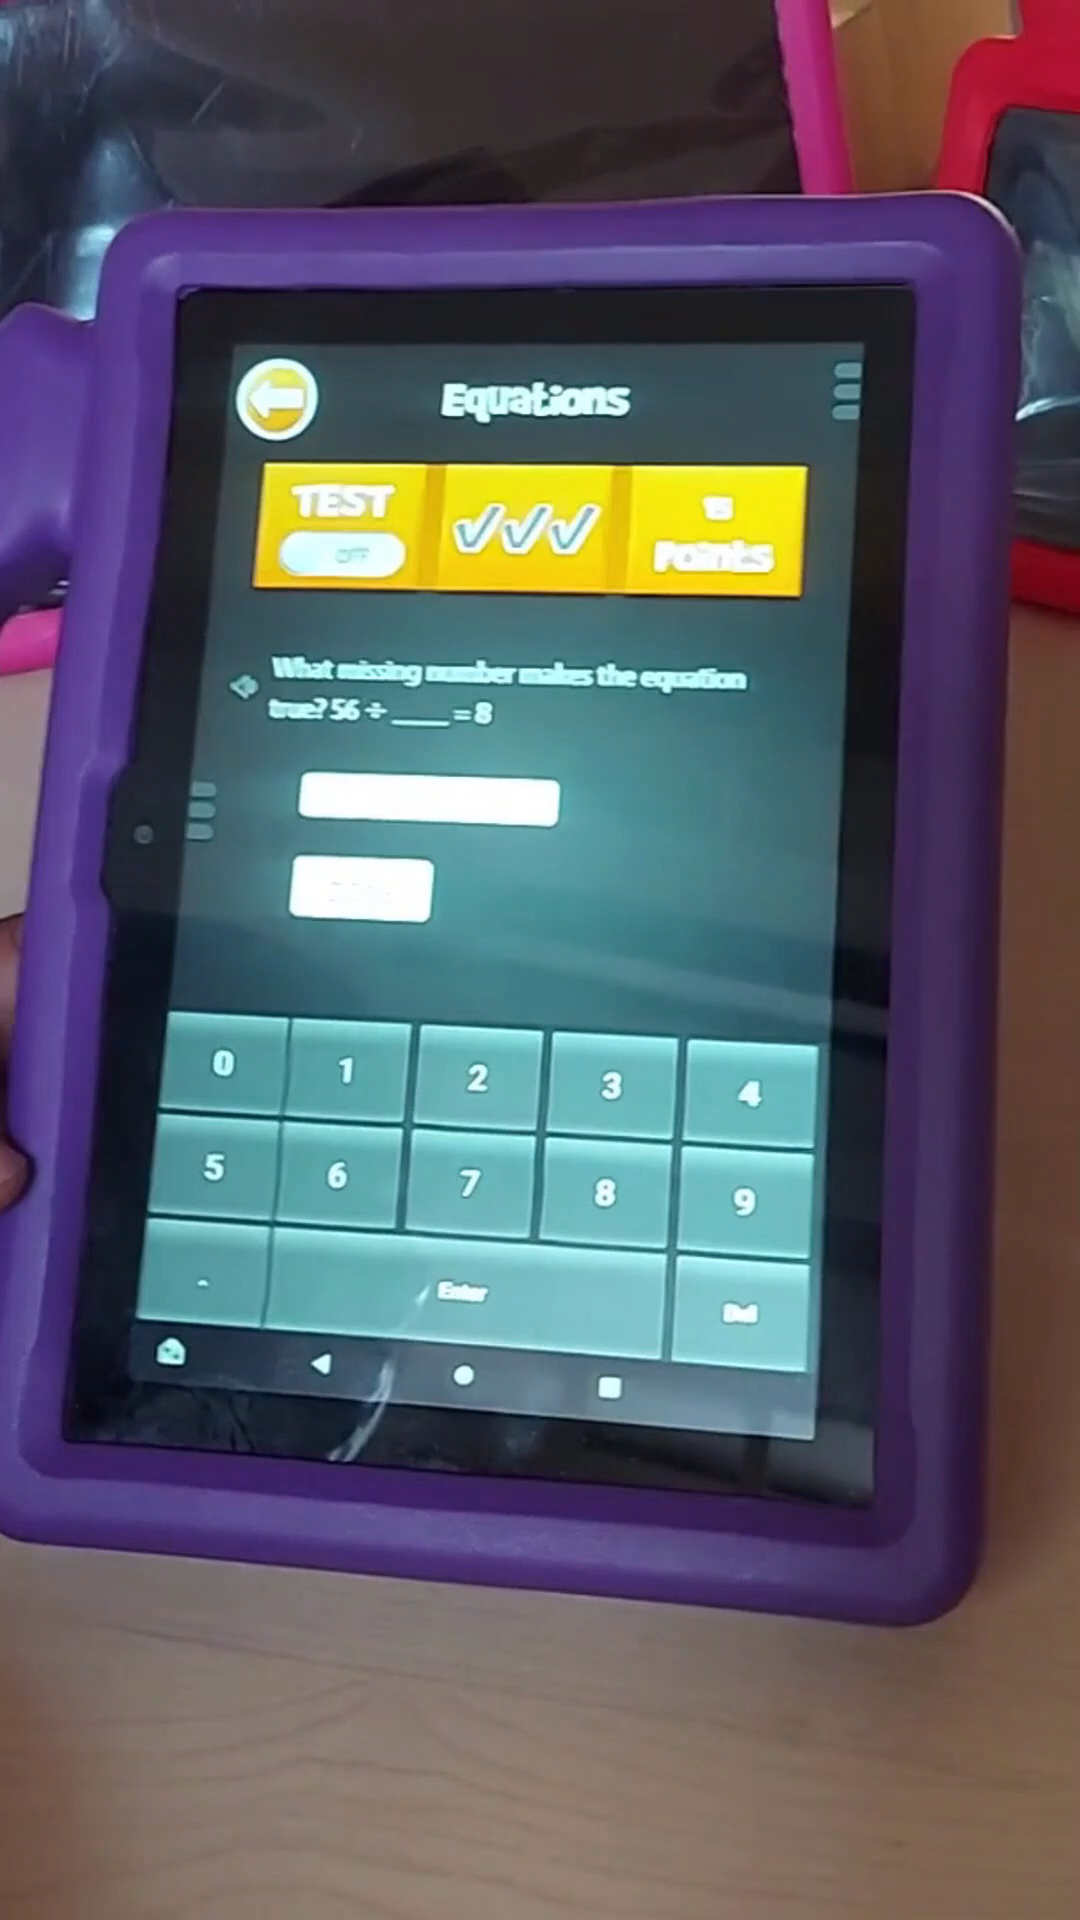 Equations
TEST
OFF
15
Points
What missing number makes the equation
true? 56 ÷ ____ = 8
0 1 2 3 4
5 6 7 8 9
Enter Del